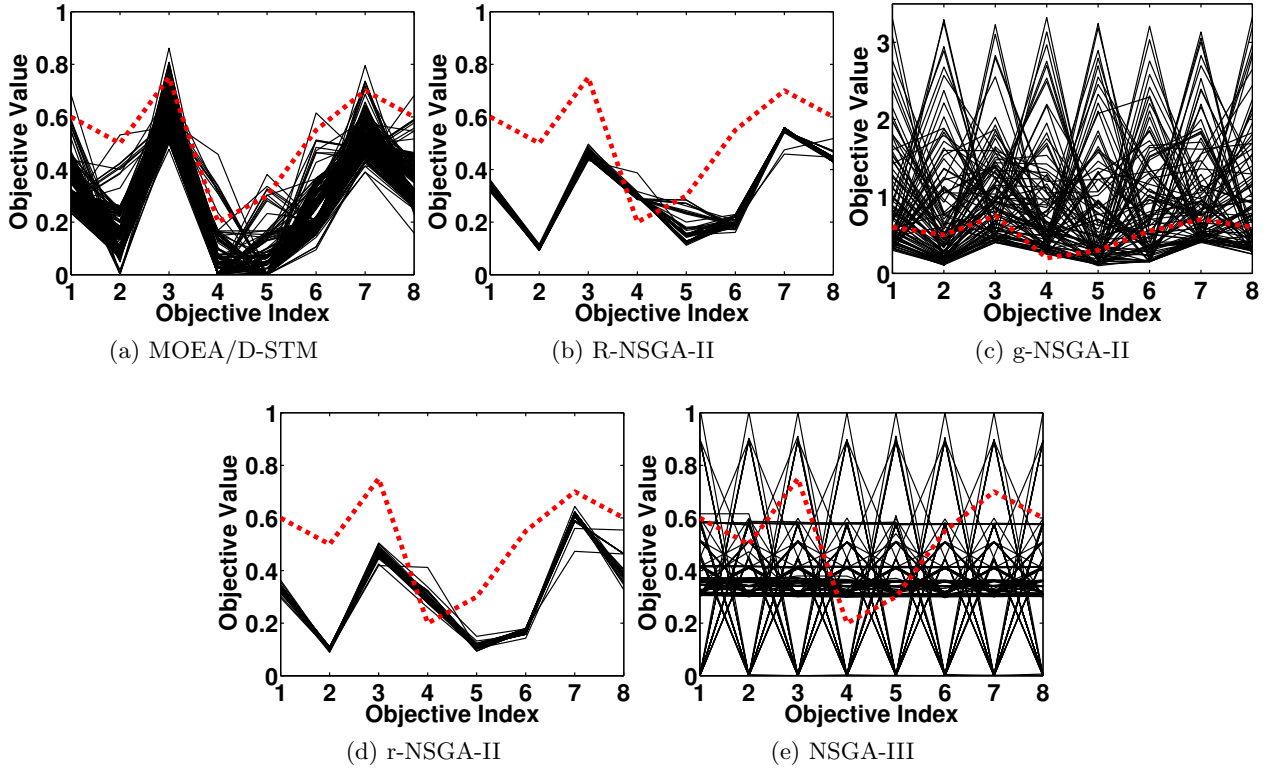 1
0.8
0.6
0.4
0.2
0
Objective Value
1 2 3 4 5 6 7 8
Objective Index
(a) MOEA/D-STM
1
0.8
0.6
0.4
0.2
0
Objective Value
1 2 3 4 5 6 7 8
Objective Index
(b) R-NSGA-II
3
2
1
0
Objective Value
1 2 3 4 5 6 7 8
Objective Index
(c) g-NSGA-II
1
0.8
0.6
0.4
0.2
0
Objective Value
1 2 3 4 5 6 7 8
Objective Index
(d) r-NSGA-II
1
0.8
0.6
0.4
0.2
0
Objective Value
1 2 3 4 5 6 7 8
Objective Index
(e) NSGA-III